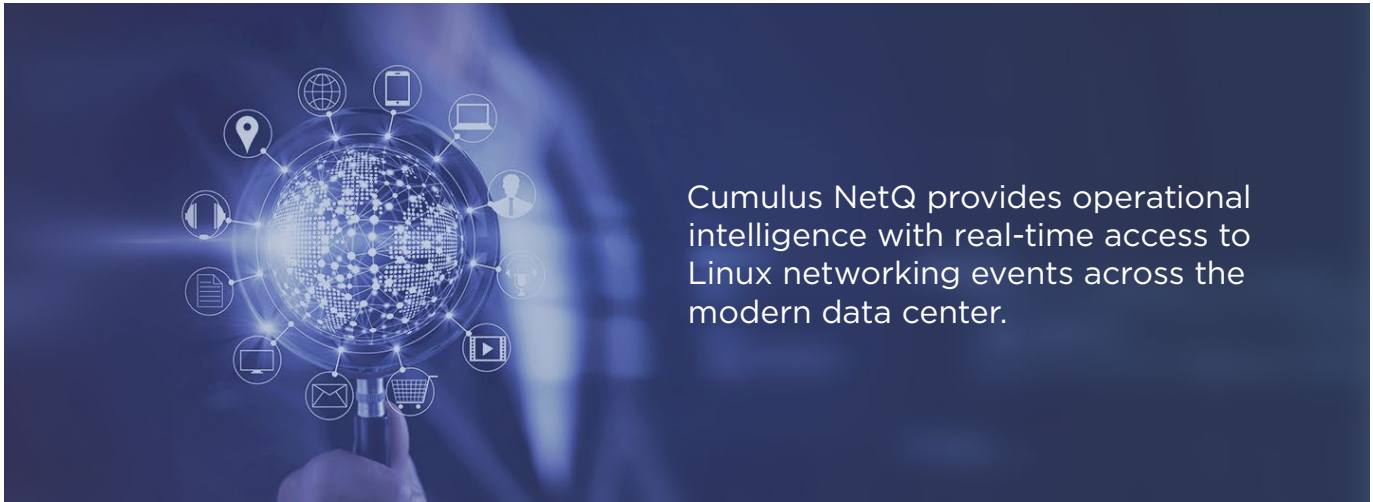 Cumulus NetQ provides operational
intelligence with real-time access to
Linux networking events across the
modern data center.